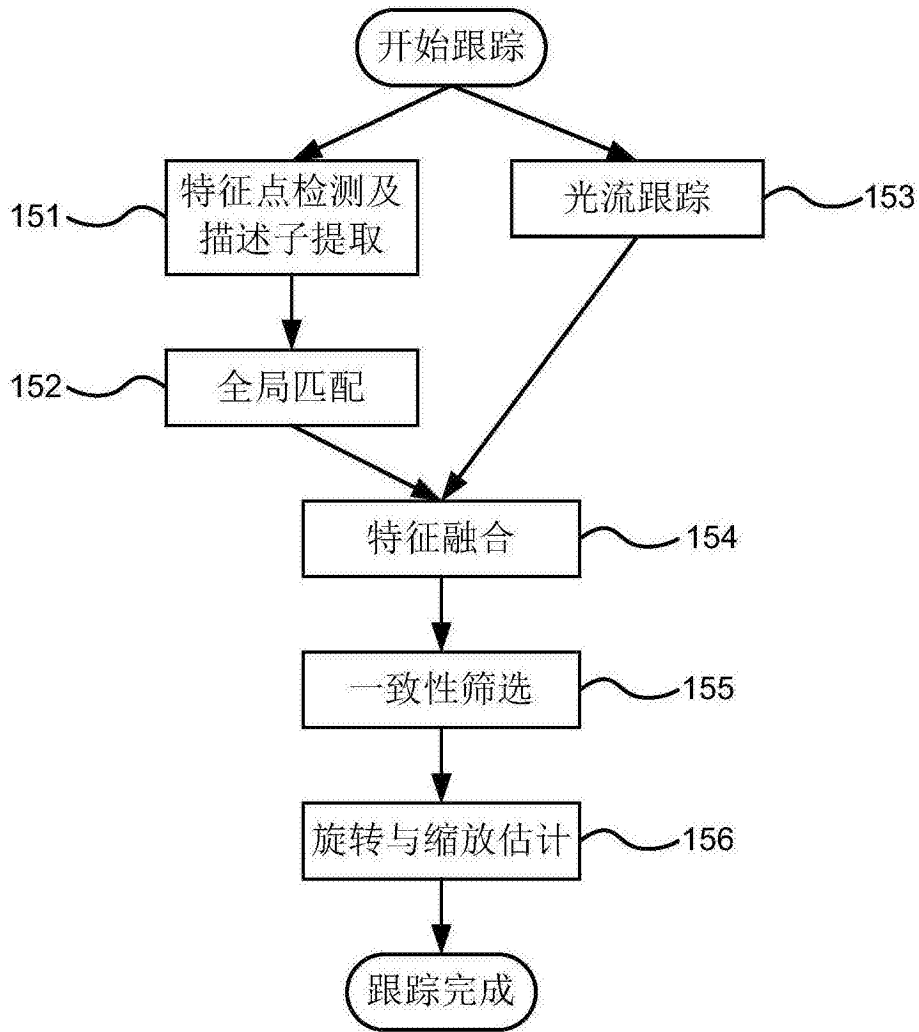 开始跟踪
151
特征点检测及
描述子提取
光流跟踪
153
152
全局匹配
特征融合
154
一致性筛选
155
旋转与缩放估计
156
跟踪完成